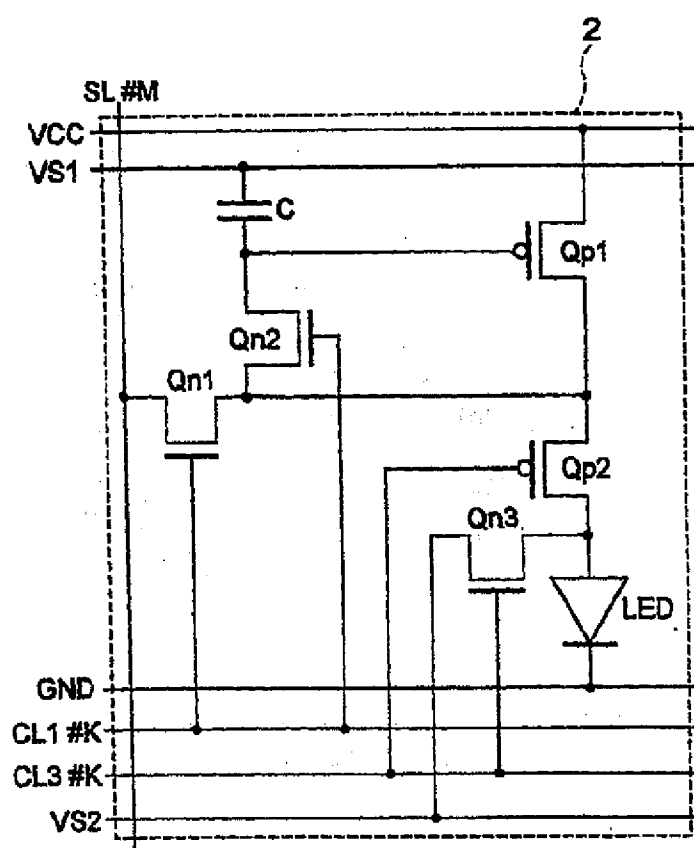 2
SL #M
VCC
VS1
C
Qp1
Qn2
Qn1
Qp2
Qn3
LED
GND
CL1 #K
CL3 #K
VS2